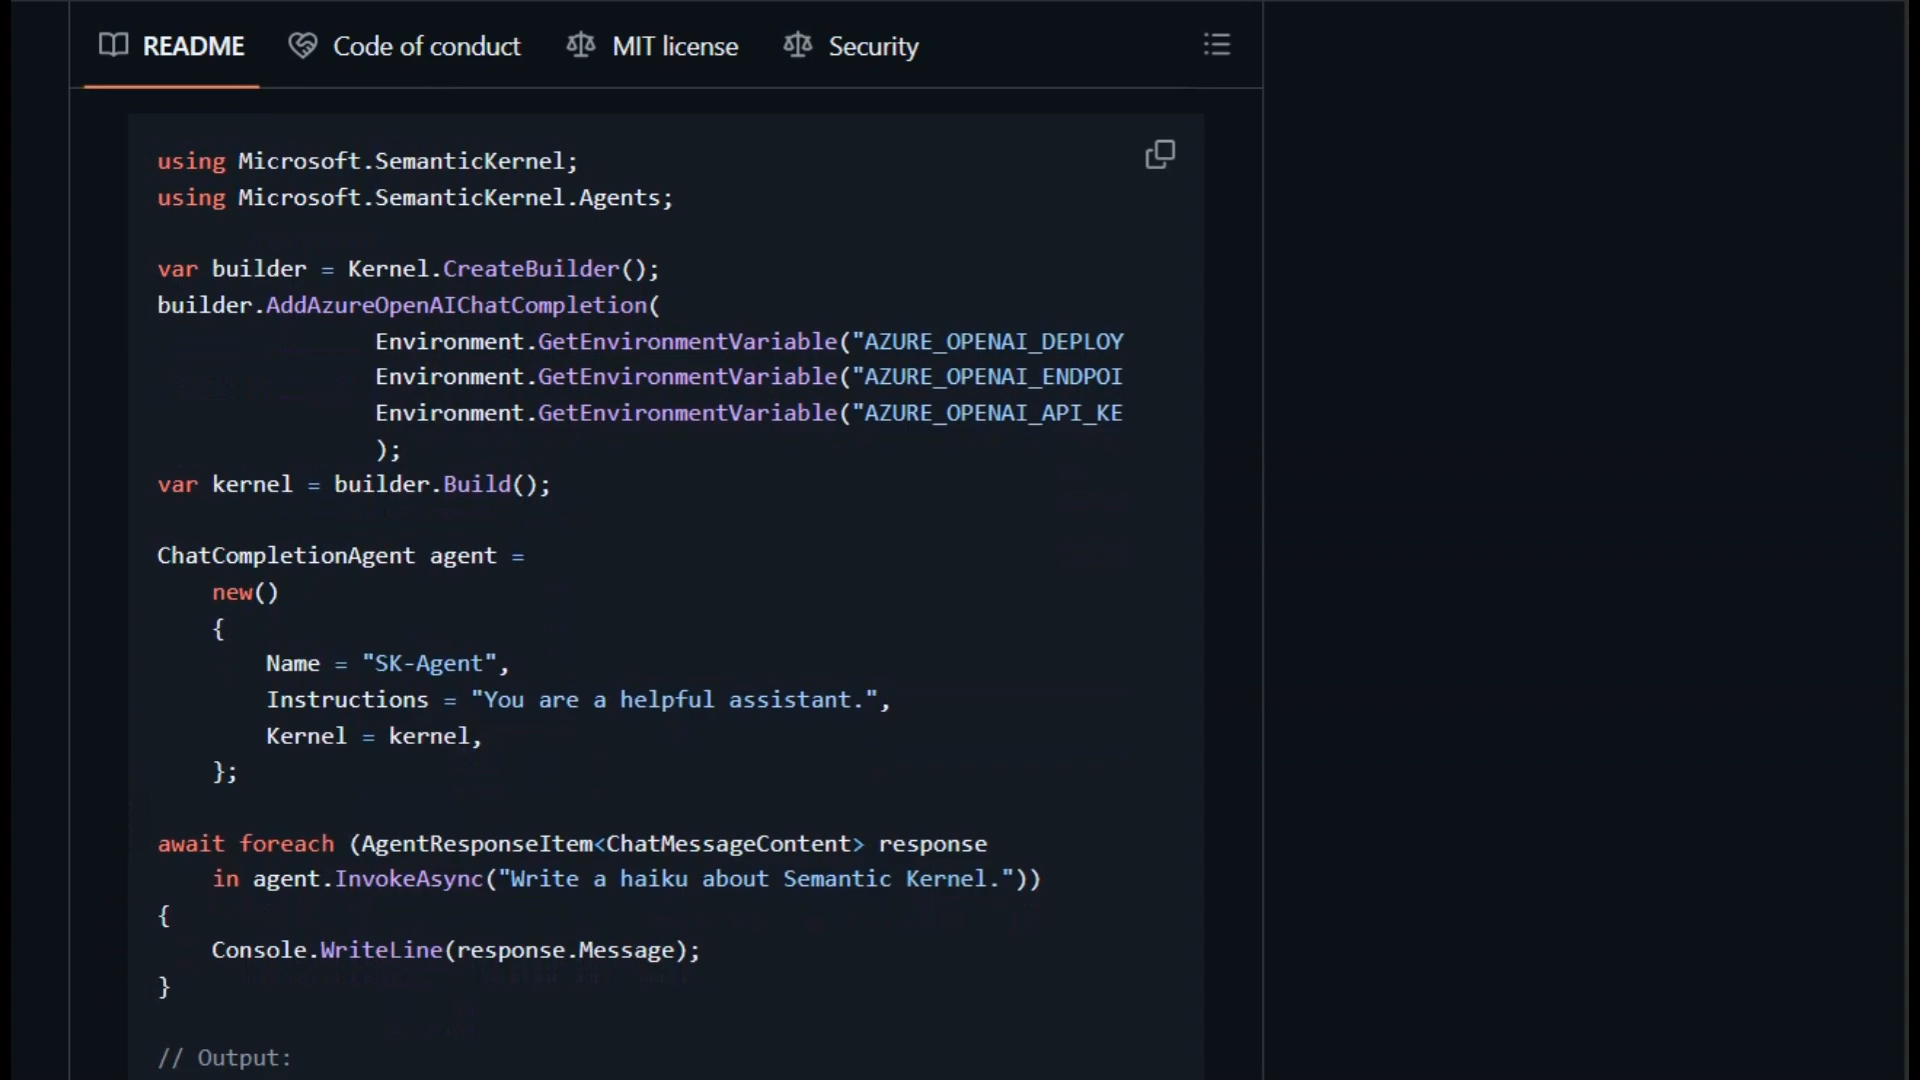 README Code of conduct MIT license Security
using Microsoft.SemanticKernel;
using Microsoft.SemanticKernel.Agents;
var builder = Kernel.CreateBuilder();
builder.AddAzureOpenAIChatCompletion(
Environment.GetEnvironmentVariable("AZURE_OPENAI_DEPLOY
Environment.GetEnvironmentVariable("AZURE_OPENAI_ENDPOI
Environment.GetEnvironmentVariable("AZURE_OPENAI_API_KE
);
var kernel = builder.Build();
ChatCompletionAgent agent =
new()
{
Name = "SK-Agent",
Instructions = "You are a helpful assistant.",
Kernel = kernel,
};
await foreach (AgentResponseItem<ChatMessageContent> response
in agent.InvokeAsync("Write a haiku about Semantic Kernel."))
{
Console.WriteLine(response.Message);
}
// Output: